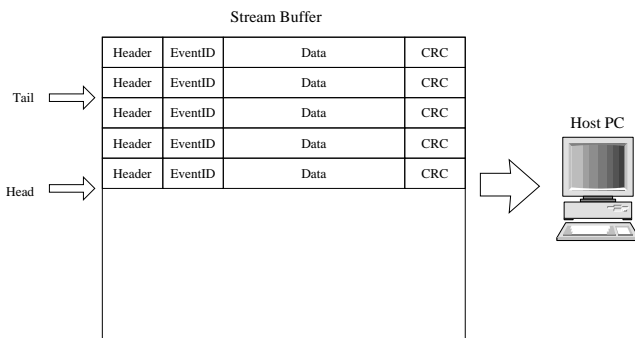 Stream Buffer
Header EventID Data CRC
Header EventID Data CRC
Tail
Header EventID Data CRC
Host PC
Header EventID Data CRC
Header EventID Data CRC
Head